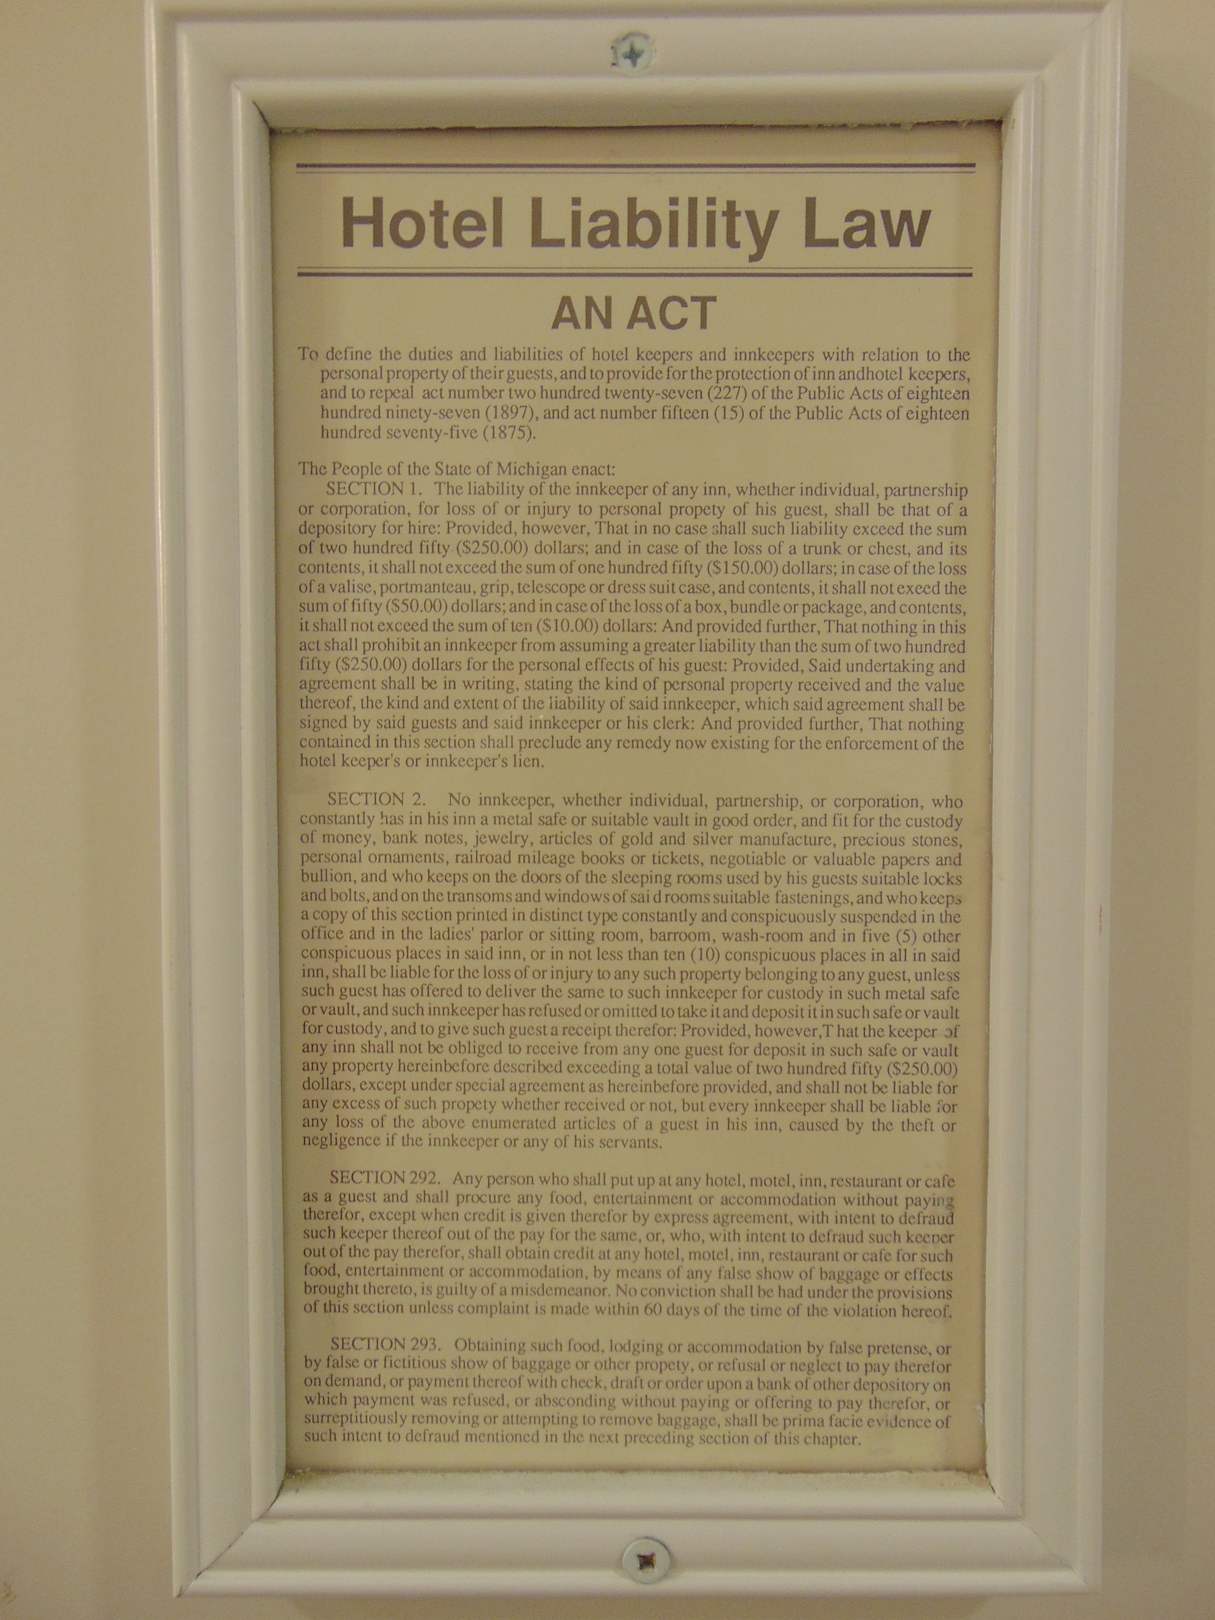 Hotel Liability Law
AN ACT
To define the duties and liabilities of hotel keepers and innkeepers with relation to the
personal property of their guests, and to provide for the protection of inn andhotel keepers,
and to repeal act number two hundred twenty-seven (227) of the Public Acts of eighteen
hundred ninety-seven (1897), and act number fifteen (15) of the Public Acts of eighteen
hundred seventy-five (1875).
The People of the State of Michigan enact:
SECTION 1. The liability of the innkeeper of any inn, whether individual, partnership
or corporation, for loss of or injury to personal propety of his guest, shall be that of a
depository for hire: Provided, however, That in no case shall such liability exceed the sum
of two hundred fifty ($250.00) dollars; and in case of the loss of a trunk or chest, and its
contents, it shall not exceed the sum of one hundred fifty ($150.00) dollars; in case of the loss
of a valise, portmanteau, grip, telescope or dress suit case, and contents, it shall not exeed the
sum of fifty ($50.00) dollars; and in case of the loss of a box, bundle or package, and contents,
it shall not exceed the sum of ten ($10.00) dollars: And provided further, That nothing in this
act shall prohibit an innkeeper from assuming a greater liability than the sum of two hundred
fifty ($250.00) dollars for the personal effects of his guest: Provided, Said undertaking and
agreement shall be in writing, stating the kind of personal property received and the value
thereof, the kind and extent of the liability of said innkeeper, which said agreement shall be
signed by said guests and said innkeeper or his clerk: And provided further, That nothing
contained in this section shall preclude any remedy now existing for the enforcement of the
hotel keeper's or innkeeper's lien.
SECTION 2. No innkeeper, whether individual, partnership, or corporation, who
constantly has in his inn a metal safe or suitable vault in good order, and fit for the custody
of money, bank notes, jewelry, articles of gold and silver manufacture, precious stones,
personal ornaments, railroad mileage books or tickets, negotiable or valuable papers and
bullion, and who keeps on the doors of the sleeping rooms used by his guests suitable locks
and bolts, and on the transoms and windows of sai d rooms suitable fastenings, and who keeps
a copy of this section printed in distinct type constantly and conspicuously suspended in the
office and in the ladies' parlor or sitting room, barroom, wash-room and in five (5) other
conspicuous places in said inn, or in not less than ten (10) conspicuous places in all in said
inn, shall be liable for the loss of or injury to any such property belonging to any guest, unless
such guest has offered to deliver the same to such innkeeper for custody in such metal safe
or vault, and such innkeeper has refused or omitted to take it and deposit it in such safe or vault
for custody, and to give such guest a receipt therefor: Provided, however,T hat the keeper of
any inn shall not be obliged to receive from any one guest for deposit in such safe or vault
any property hereinbefore described exceeding a total value of two hundred fifty ($250.00)
dollars, except under special agreement as hereinbefore provided, and shall not be liable for
any excess of such propety whether received or not, but every innkeeper shall be liable for
any loss of the above enumerated articles of a guest in his inn, caused by the theft or
negligence if the innkeeper or any of his servants.
SECTION 292. Any person who shall put up at any hotel, motel, inn, restaurant or cafe
as a guest and shall procure any food, entertainment or accommodation without paying
therefor, except when credit is given therefor by express agreement, with intent to defraud
such keeper thereof out of the pay for the same, or, who, with intent to defraud such keeper
out of the pay therefor, shall obtain credit at any hotel, motel, inn, restaurant or cafe for such
food, entertainment or accommodation, by means of any false show of baggage or effects
brought thereto, is guilty of a misdemeanor. No conviction shall be had under the provisions
of this section unless complaint is made within 60 days of the time of the violation hereof.
SECTION 293. Obtaining such food, lodging or accommodation by false pretense, or
by false or fictitious show of baggage or other propety, or refusal or neglect to pay therefor
on demand, or payment thereof with check, draft or order upon a bank of other depository on
which payment was refused, or absconding without paying or offering to pay therefor, or
surreptitiously removing or attempting to remove baggage, shall be prima facie evidence of
such intent to defraud mentioned in the next preceding section of this chapter.